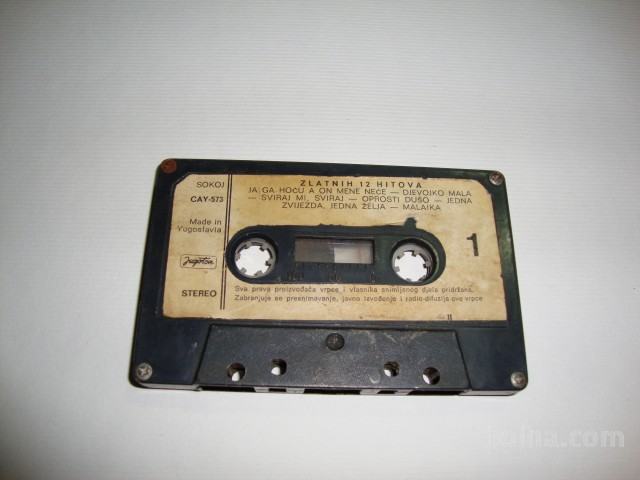 SOKOJ
CAY-573
Made in
Yugoslavia
Jugoton
STEREO
ZLATNIH 12 HITOVA
JA GA HOĆU A ON MENE NEĆE — DJEVOJKO MALA
— SVIRAJ MI, SVIRAJ — OPROSTI DUŠO — JEDNA
ZVIJEZDA, JEDNA ŽELJA — MALAIKA
1
Sva prava proizvođača vrpce i vlasnika snimljenog djela pridržana.
Zabranjuje se presnimavanje, javno izvođenje i radio-difuzija ove vrpce